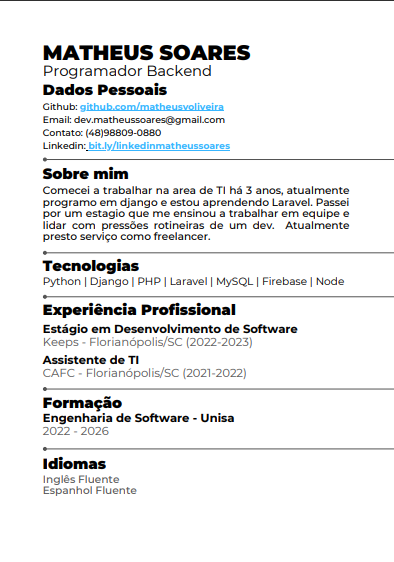 MATHEUS SOARES
Programador Backend
Dados Pessoais
Github: github.com/matheusvoliveira
Email: dev.matheussoares@gmail.com
Contato: (48)98809-0880
Linkedin: bit.ly/linkedinmatheussoares
Sobre mim
Comecei a trabalhar na area de TI há 3 anos, atualmente
programo em django e estou aprendendo Laravel. Passei
por um estagio que me ensinou a trabalhar em equipe e
lidar com pressões rotineiras de um dev. Atualmente
presto serviço como freelancer.
Tecnologias
Python | Django | PHP | Laravel | MySQL | Firebase | Node
Experiência Profissional
Estágio em Desenvolvimento de Software
Keeps - Florianópolis/SC (2022-2023)
Assistente de TI
CAFC - Florianópolis/SC (2021-2022)
Formação
Engenharia de Software - Unisa
2022 - 2026
Idiomas
Inglês Fluente
Espanhol Fluente